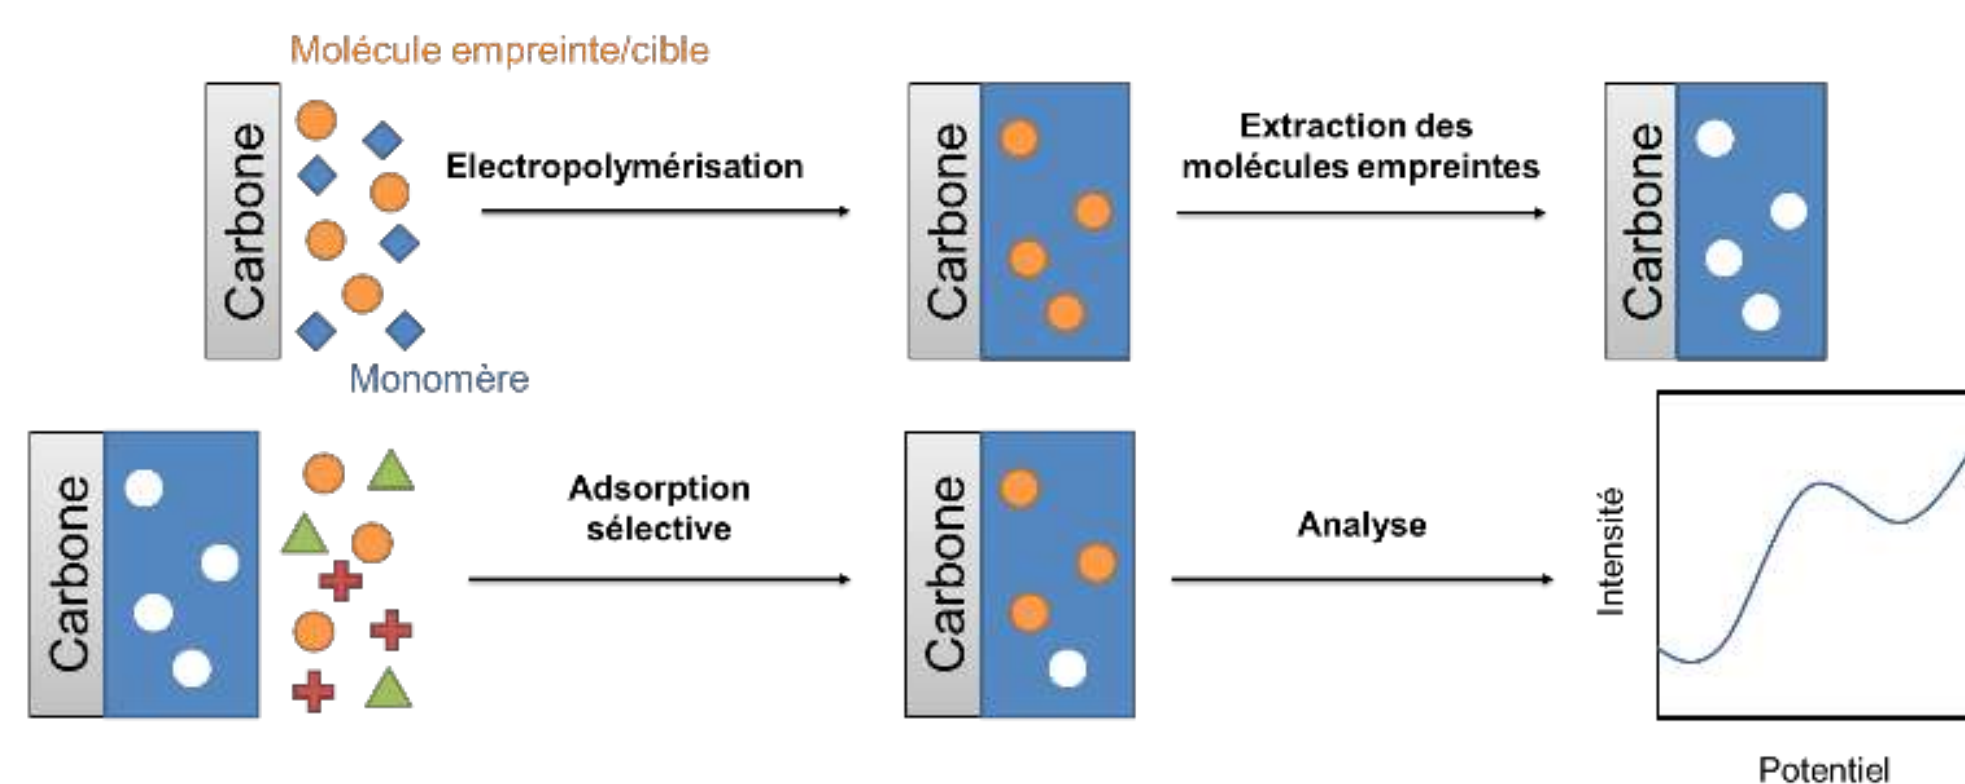 Molécule empreinte/cible
Carbone
Electropolymérisation
Carbone
Extraction des
molécules empreintes
Carbone
Monomère
Carbone
Adsorption
sélective
Carbone
Analyse
Intensité
Potentiel